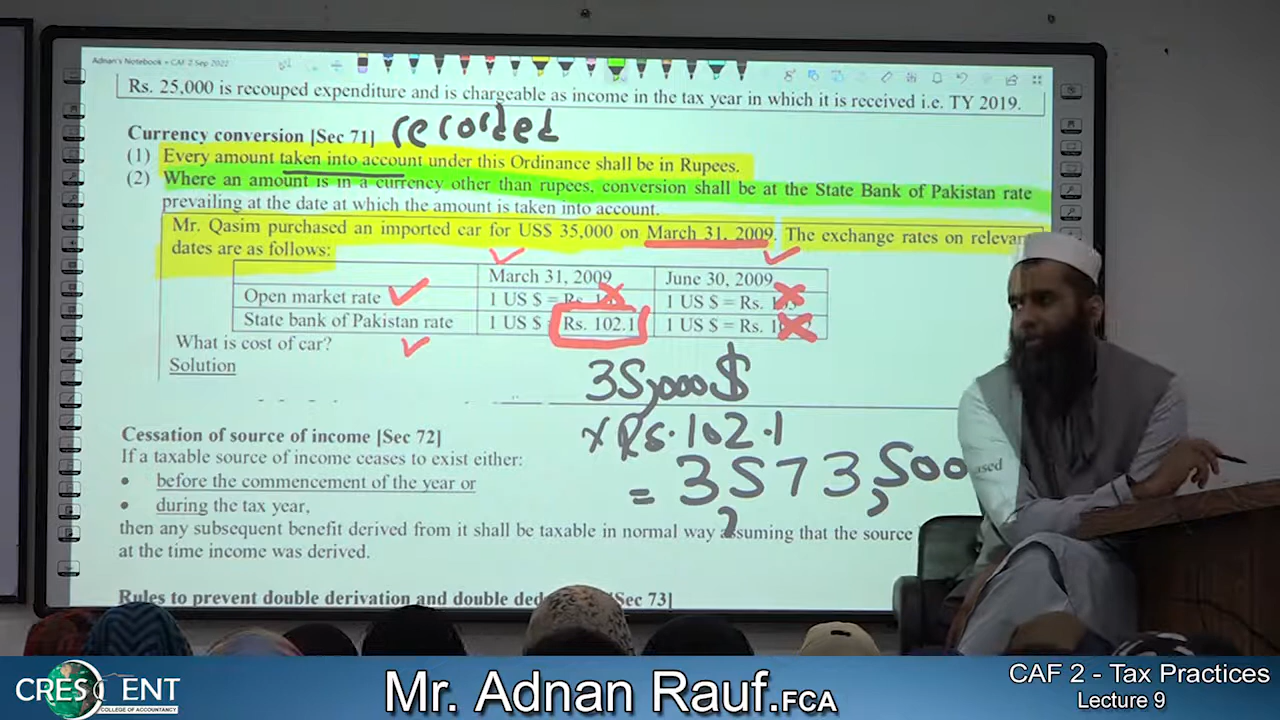 Adnan's Notebook » CAF 2 Sep 2022
Rs. 25,000 is recouped expenditure and is chargeable as income in the tax year in which it is received i.e. TY 2019.
Currency conversion [Sec 71] recorded
(1) Every amount taken into account under this Ordinance shall be in Rupees.
(2) Where an amount is in a currency other than rupees, conversion shall be at the State Bank of Pakistan rate
prevailing at the date at which the amount is taken into account.
Mr. Qasim purchased an imported car for US$ 35,000 on March 31, 2009. The exchange rates on
dates are as follows:
March 31, 2009 June 30, 2009
Open market rate 1 US $ = Rs. 1 US $ = Rs.
State bank of Pakistan rate 1 US $ Rs. 102.1 1 US $ = Rs.
What is cost of car?
Solution
35,000 $
x Rs. 102.1
= 3,573,500
Cessation of source of income [Sec 72]
If a taxable source of income ceases to exist either:
• before the commencement of the year or
• during the tax year,
then any subsequent benefit derived from it shall be taxable in normal way assuming that the source
at the time income was derived.
Rules to prevent double derivation and double Sec 73]
CRESCENT
COLLEGE OF ACCOUNTANCY
Mr. Adnan Rauf.FCA
CAF 2 - Tax Practices
Lecture 9